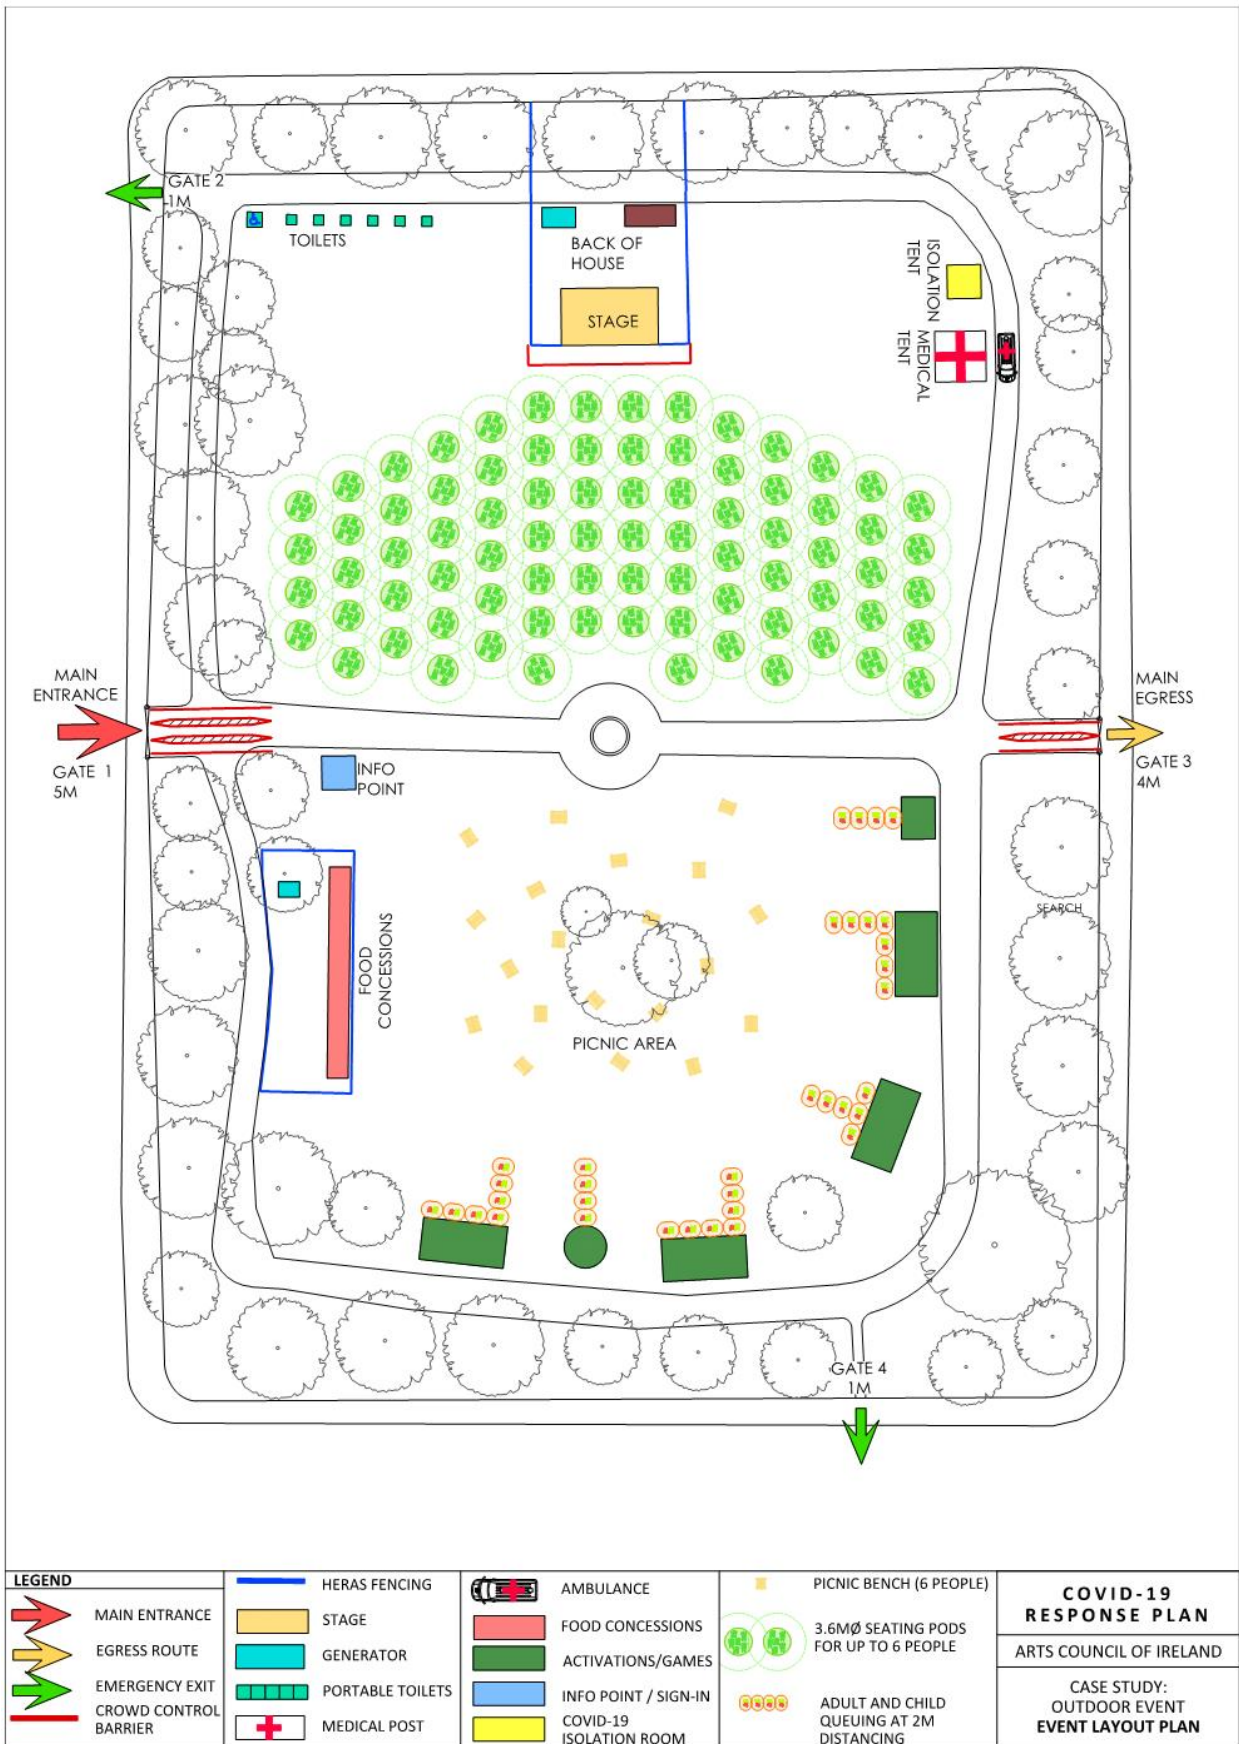 GATE 2
1M
TOILETS
BACK OF
HOUSE
STAGE
ISOLATION
TENT
MEDICAL
TENT
MAIN
ENTRANCE
GATE 1
5M
MAIN
EGRESS
GATE 3
4M
INFO
POINT
FOOD
CONCESSIONS
SEARCH
PICNIC AREA
GATE 4
1M
LEGEND
MAIN ENTRANCE
EGRESS ROUTE
EMERGENCY EXIT
CROWD CONTROL
BARRIER
HERAS FENCING
STAGE
GENERATOR
PORTABLE TOILETS
MEDICAL POST
AMBULANCE
FOOD CONCESSIONS
ACTIVATIONS/GAMES
INFO POINT / SIGN-IN
COVID-19
ISOLATION ROOM
PICNIC BENCH (6 PEOPLE)
3.6MØ SEATING PODS
FOR UP TO 6 PEOPLE
ADULT AND CHILD
QUEUING AT 2M
DISTANCING
COVID-19
RESPONSE PLAN
ARTS COUNCIL OF IRELAND
CASE STUDY:
OUTDOOR EVENT
EVENT LAYOUT PLAN